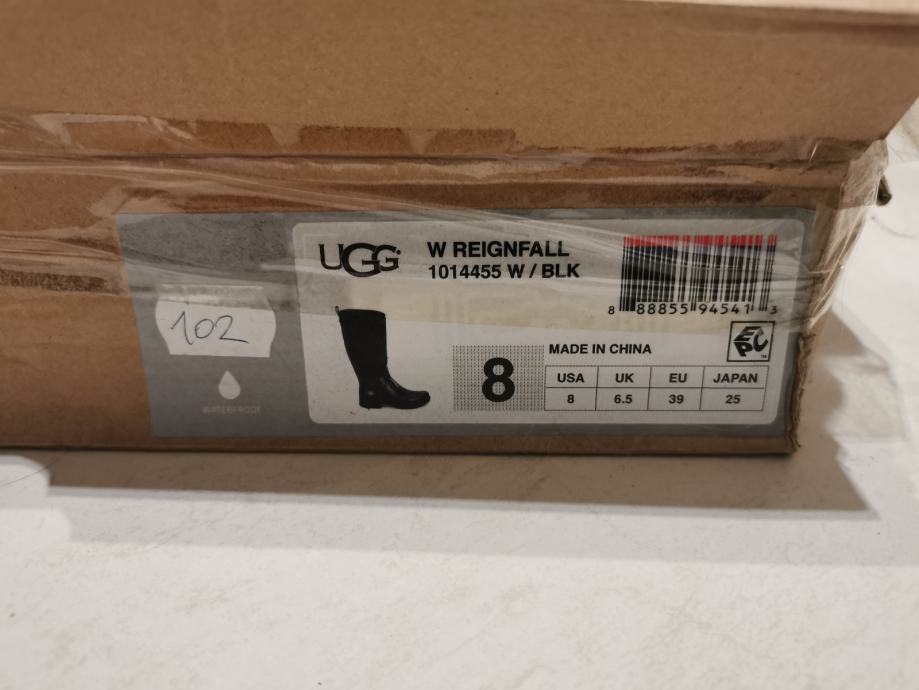 UGG
W REIGNFALL
1014455 W / BLK
8 88855 94541 3
102
WATERPROOF
8
MADE IN CHINA
EPC™
USA UK EU JAPAN
8 6.5 39 25